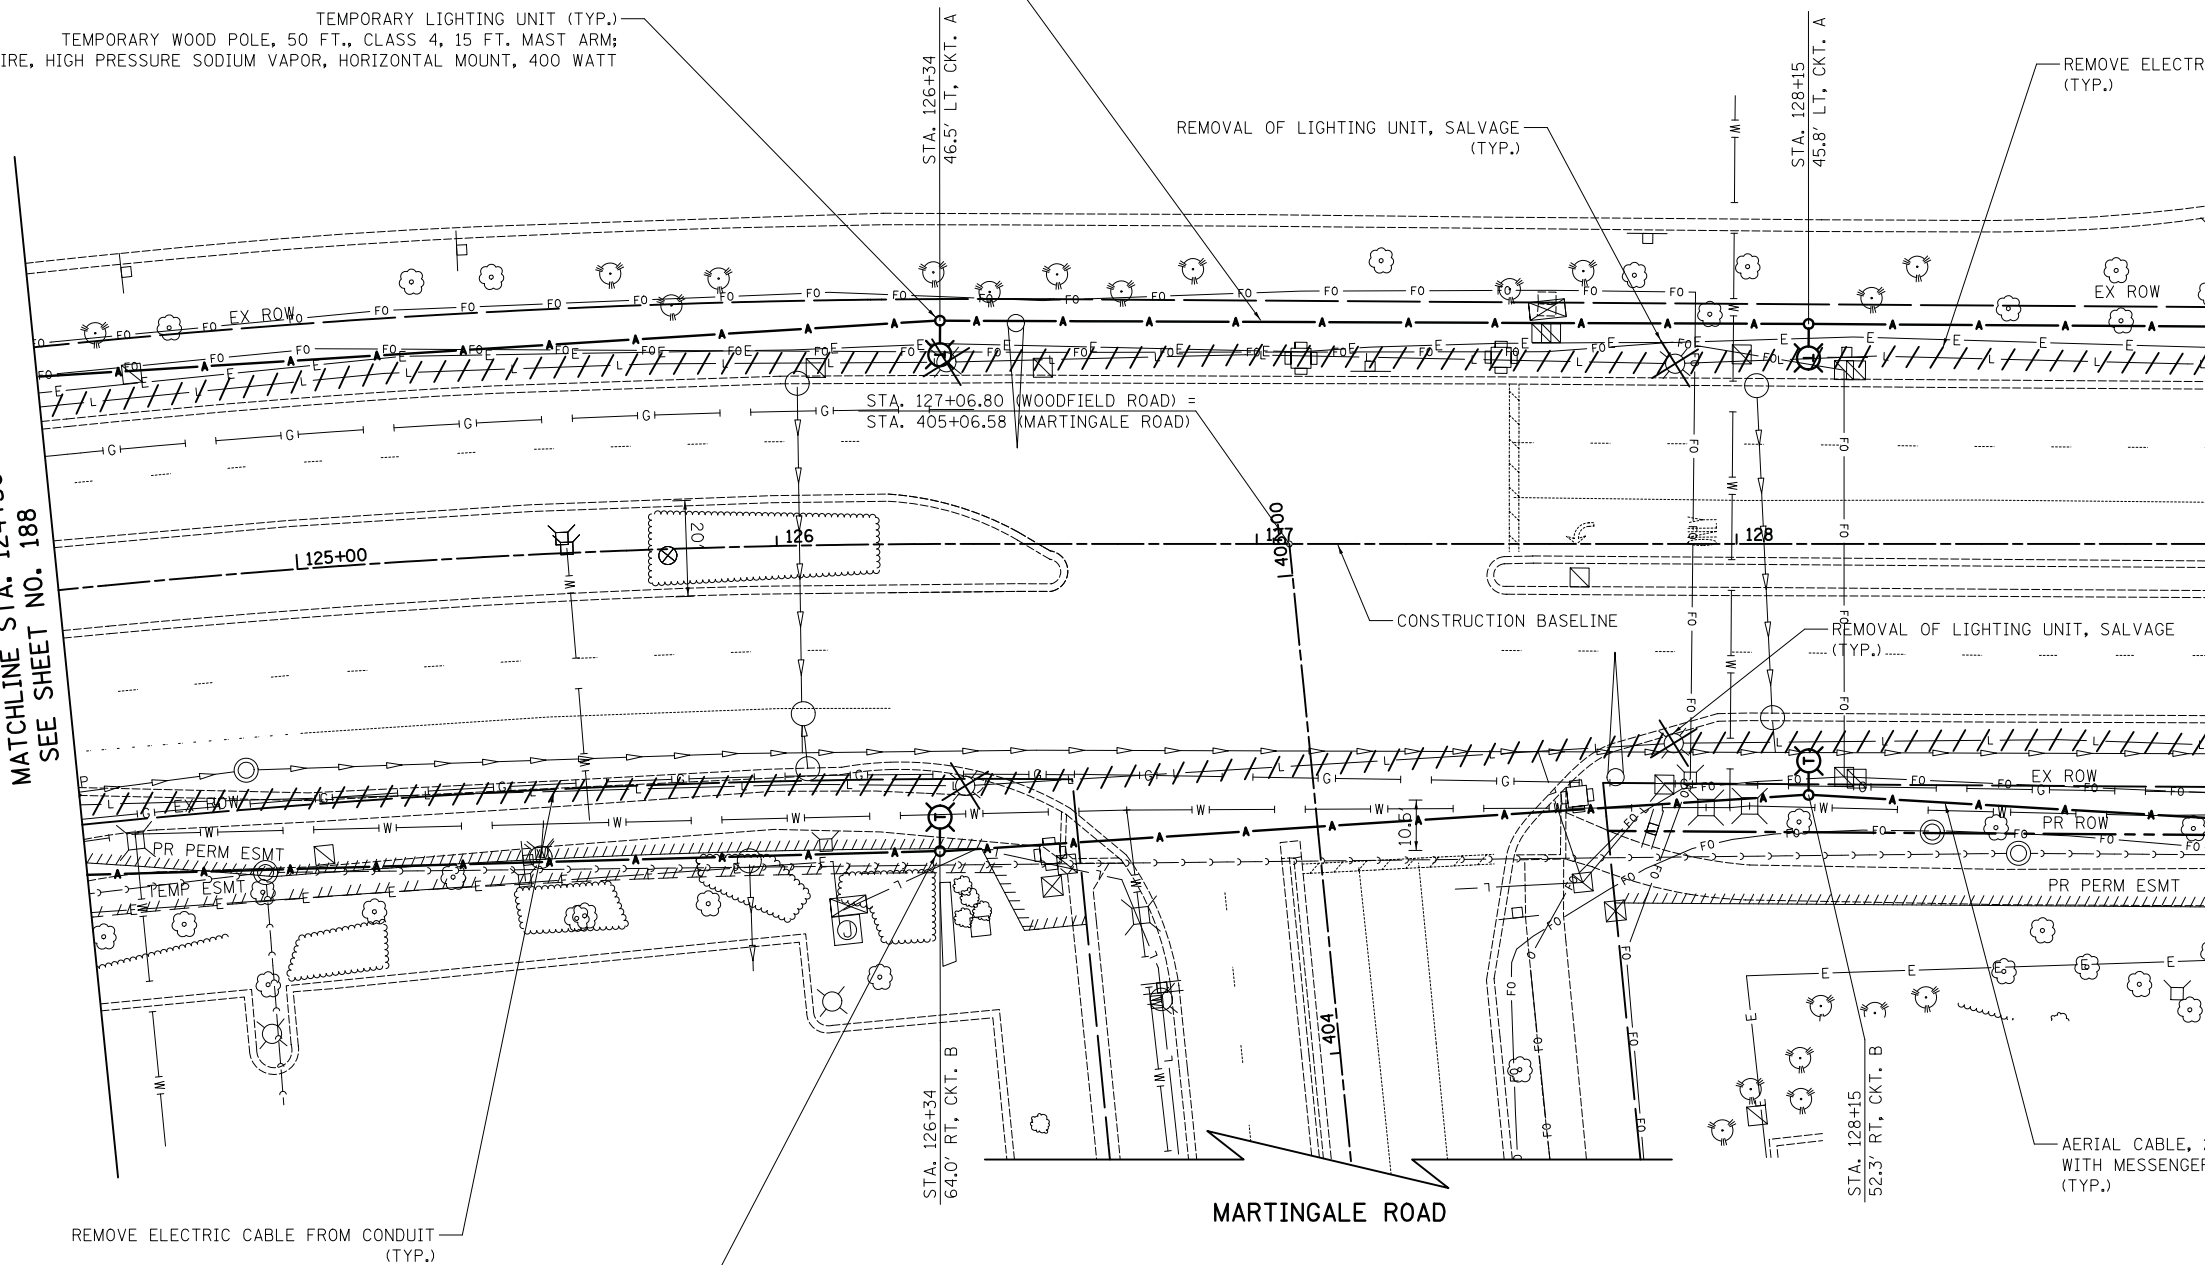 TEMPORARY LIGHTING UNIT (TYP.)
TEMPORARY WOOD POLE, 50 FT., CLASS 4, 15 FT. MAST ARM;
IRE, HIGH PRESSURE SODIUM VAPOR, HORIZONTAL MOUNT, 400 WATT
STA. 126+34
46.5' LT, CKT. A
REMOVAL OF LIGHTING UNIT, SALVAGE
(TYP.)
STA. 128+15
45.8' LT, CKT. A
REMOVE ELECTR
(TYP.)
EX ROW
EX ROW
STA. 127+06.80 (WOODFIELD ROAD) =
STA. 405+06.58 (MARTINGALE ROAD)
MATCHLINE STA.
SEE SHEET NO. 188
125+00
20'
126
127
128
CONSTRUCTION BASELINE
REMOVAL OF LIGHTING UNIT, SALVAGE
(TYP.)
EX ROW
EX ROW
PR ROW
PR PERM ESMT
TEMP ESMT
10.5'
PR PERM ESMT
404
STA. 126+34
64.0' RT, CKT. B
STA. 128+15
52.3' RT, CKT. B
AERIAL CABLE,
WITH MESSENGER
(TYP.)
MARTINGALE ROAD
REMOVE ELECTRIC CABLE FROM CONDUIT
(TYP.)